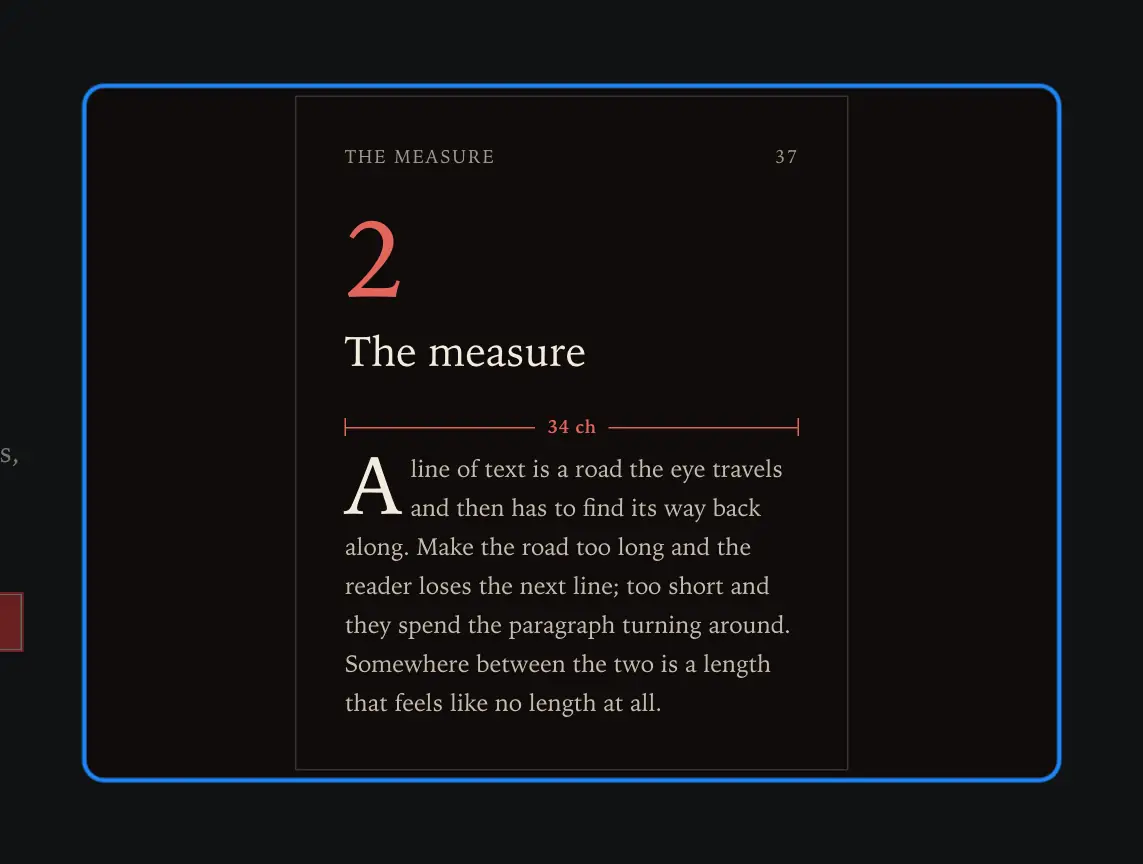 THE MEASURE 37
2
The measure
34 ch
A line of text is a road the eye travels
and then has to find its way back
along. Make the road too long and the
reader loses the next line; too short and
they spend the paragraph turning around.
Somewhere between the two is a length
that feels like no length at all.
s,